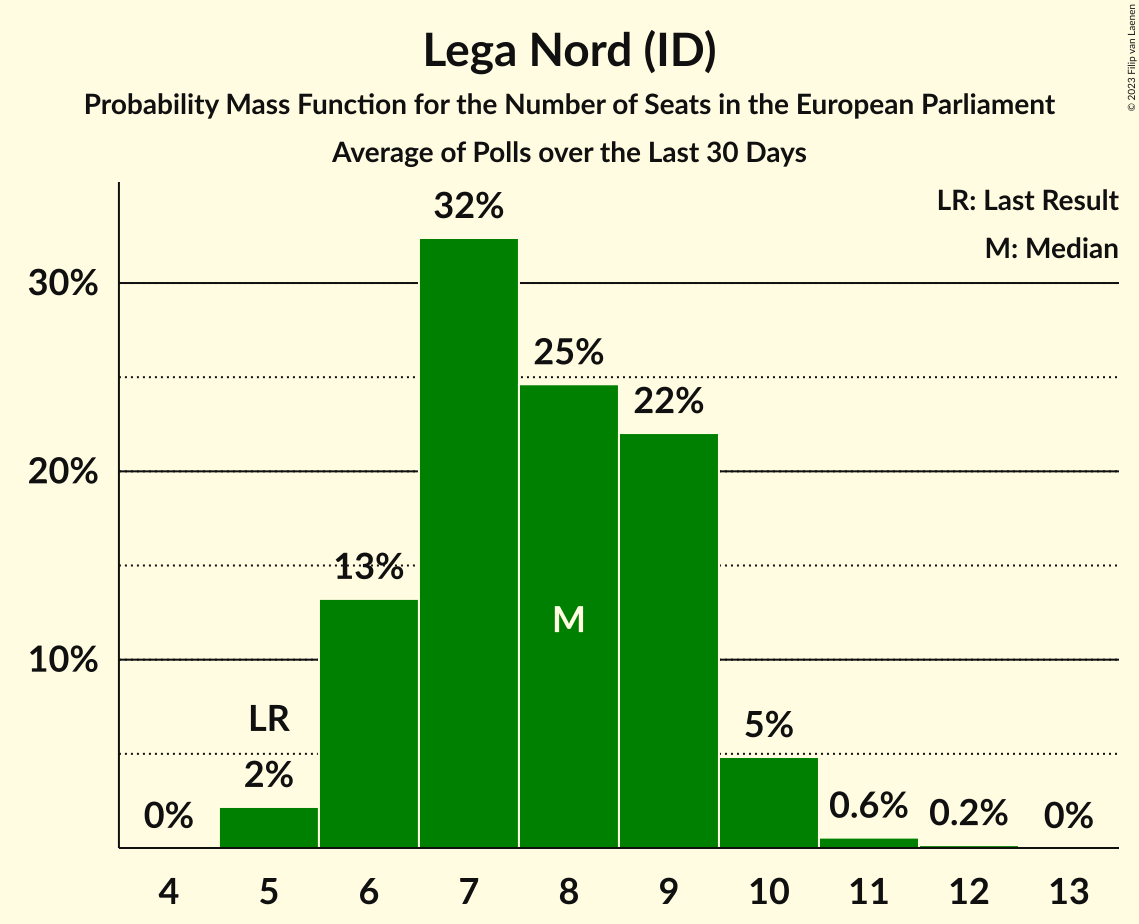 Lega Nord (ID)
Probability Mass Function for the Number of Seats in the European Parliament
Average of Polls over the Last 30 Days
© 2023 Filip van Laenen
LR: Last Result
M: Median
30%
20%
10%
0%
LR
2%
13%
32%
25%
M
22%
5%
0.6%
0.2%
0%
4 5 6 7 8 9 10 11 12 13